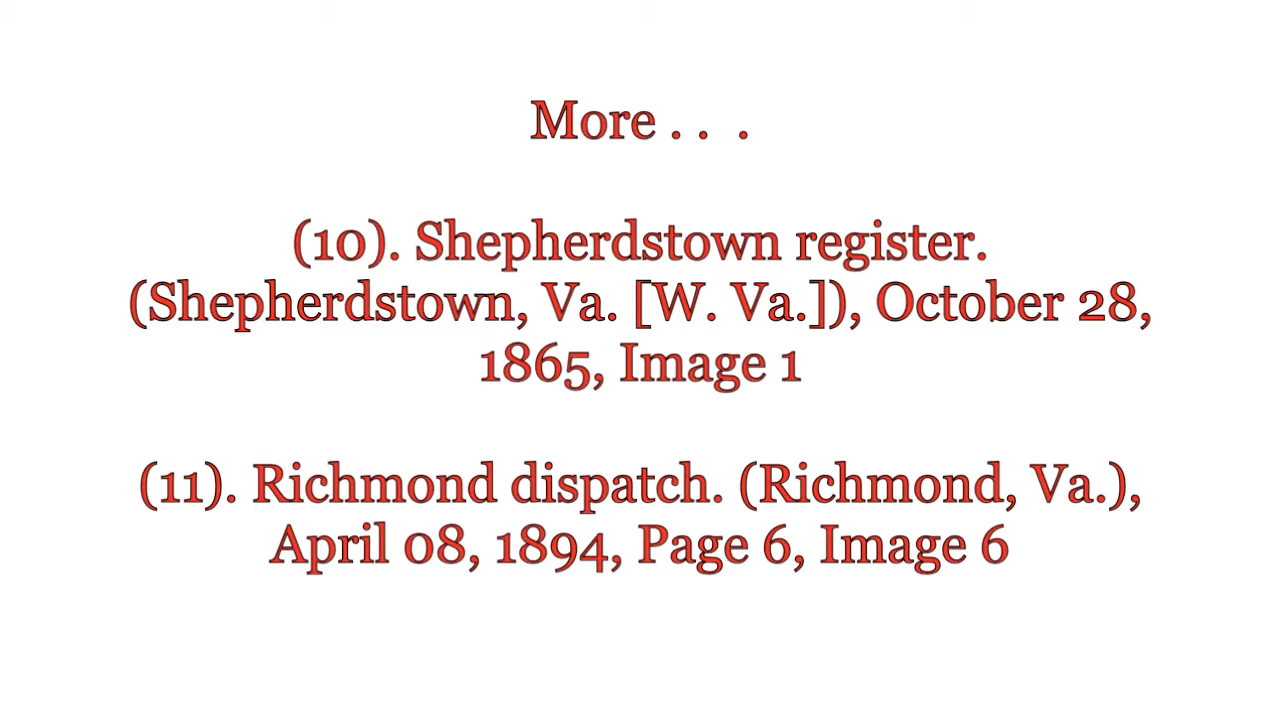 More . .  .
(10). Shepherdstown register.
(Shepherdstown, Va. [W. Va.]), October 28,
1865, Image 1
(11). Richmond dispatch. (Richmond, Va.),
April 08, 1894, Page 6, Image 6